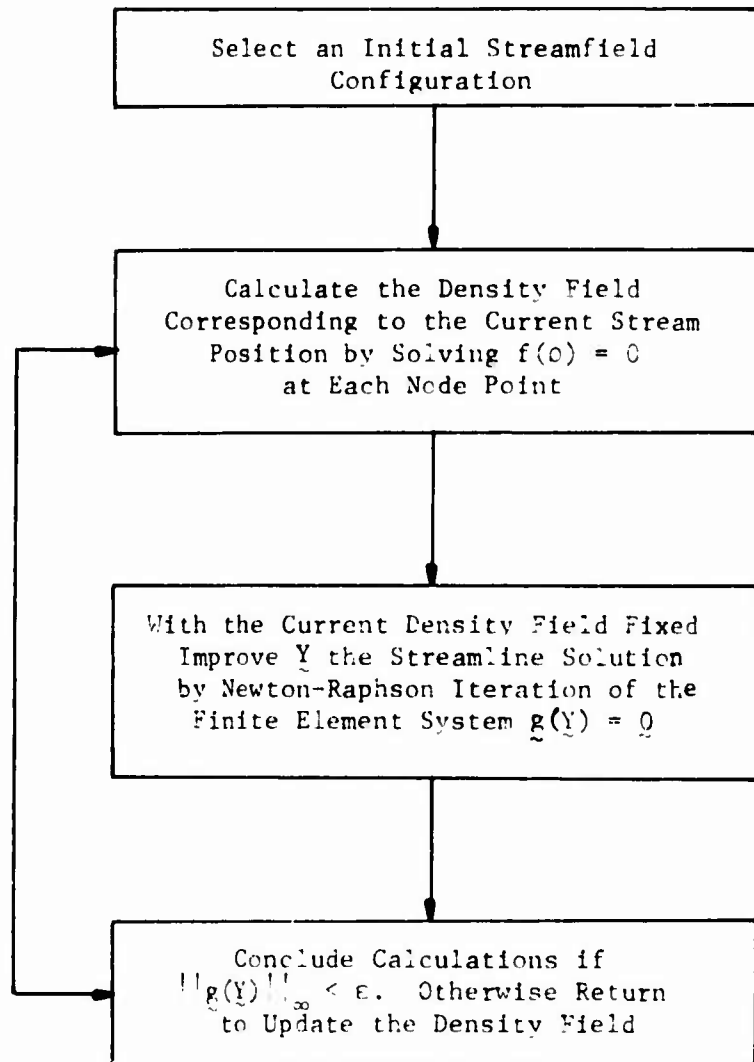 Select an Initial Streamfield
Configuration
Calculate the Density Field
Corresponding to the Current Stream
Position by Solving f(ρ) = 0
at Each Node Point
With the Current Density Field Fixed
Improve Y̰ the Streamline Solution
by Newton-Raphson Iteration of the
Finite Element System g̰(Y̰) = 0̰
Conclude Calculations if
||g̰(Y̰)||∞ < ε. Otherwise Return
to Update the Density Field